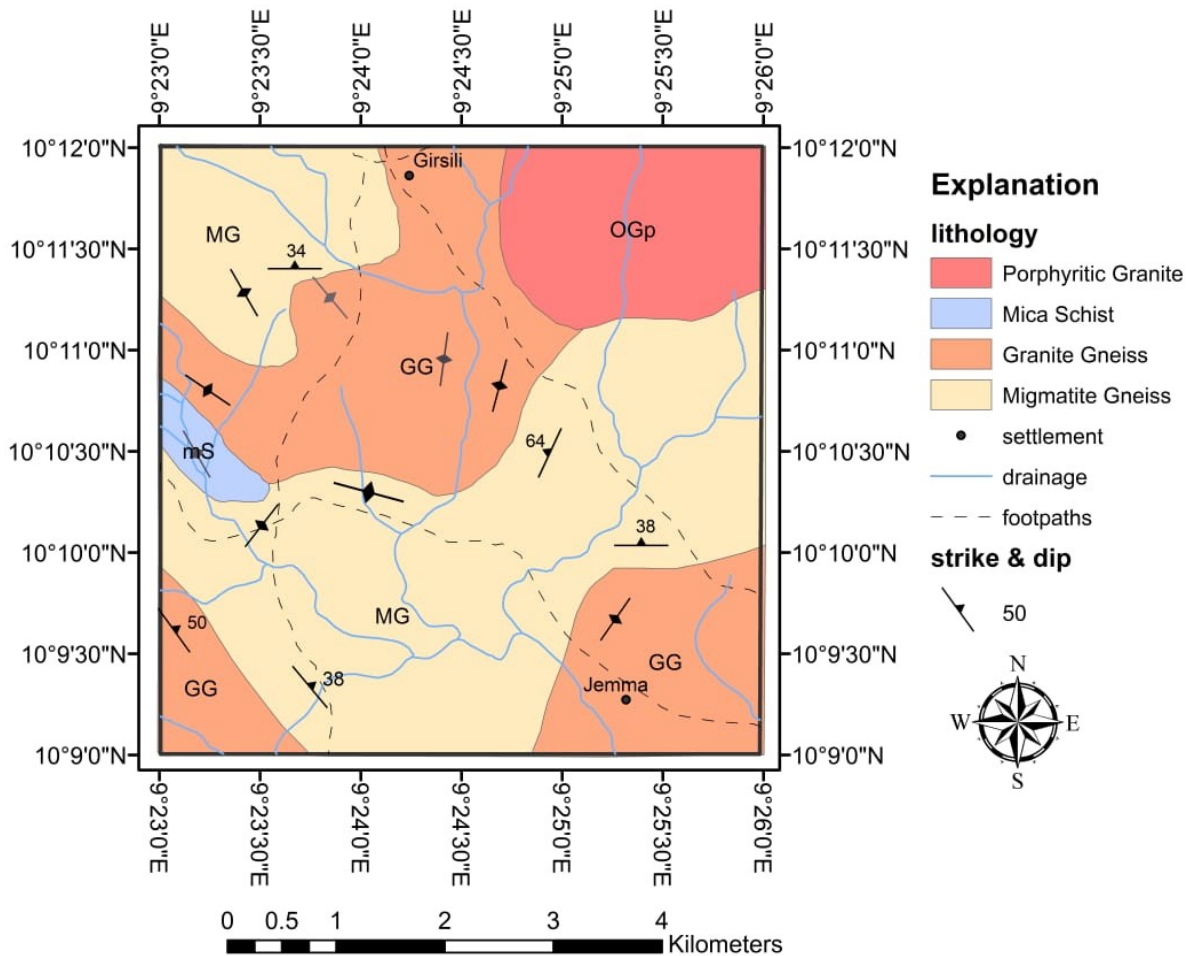 9°23'0"E 9°23'30"E 9°24'0"E 9°24'30"E 9°25'0"E 9°25'30"E 9°26'0"E
10°12'0"N 10°12'0"N
Girsili
OGp
MG
10°11'30"N 10°11'30"N
34
10°11'0"N 10°11'0"N
GG
10°10'30"N 10°10'30"N
64
mS
38
10°10'0"N 10°10'0"N
MG
50
10°9'30"N 10°9'30"N
GG
GG
38
Jemma
10°9'0"N 10°9'0"N
9°23'0"E 9°23'30"E 9°24'0"E 9°24'30"E 9°25'0"E 9°25'30"E 9°26'0"E
0 0.5 1 2 3 4
Kilometers
Explanation
lithology
Porphyritic Granite
Mica Schist
Granite Gneiss
Migmatite Gneiss
settlement
drainage
footpaths
strike & dip
50
N
W E
S